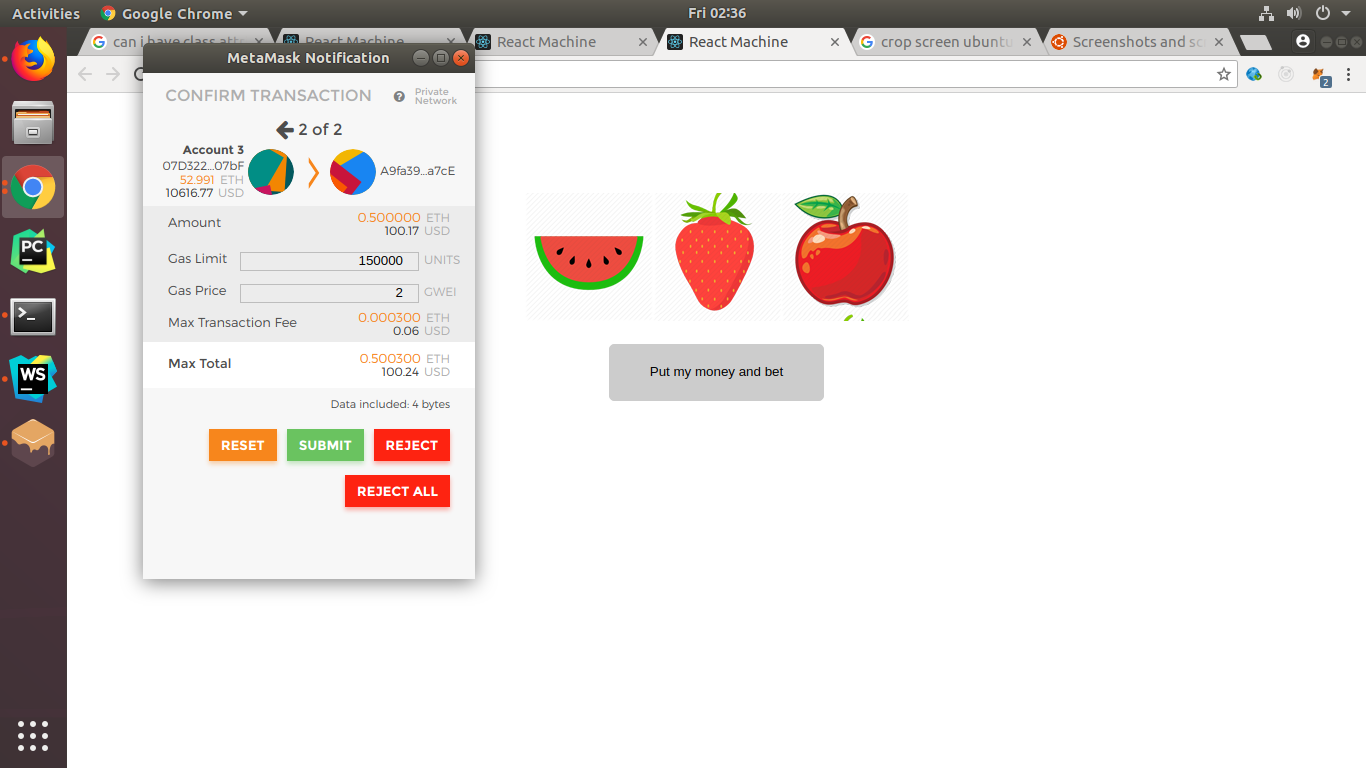 Activities Google Chrome Fri 02:36
can i have class attr React Machine React Machine React Machine crop screen ubuntu Screenshots and sc
MetaMask Notification
2
CONFIRM TRANSACTION ? Private Network
2 of 2
Account 3
07D322...07bF
52.991 ETH
10616.77 USD
A9fa39...a7cE
Amount 0.500000 ETH
100.17 USD
Gas Limit 150000 UNITS
Gas Price 2 GWEI
Max Transaction Fee 0.000300 ETH
0.06 USD
Max Total 0.500300 ETH
100.24 USD
Data included: 4 bytes
RESET SUBMIT REJECT
REJECT ALL
Put my money and bet
PC
WS